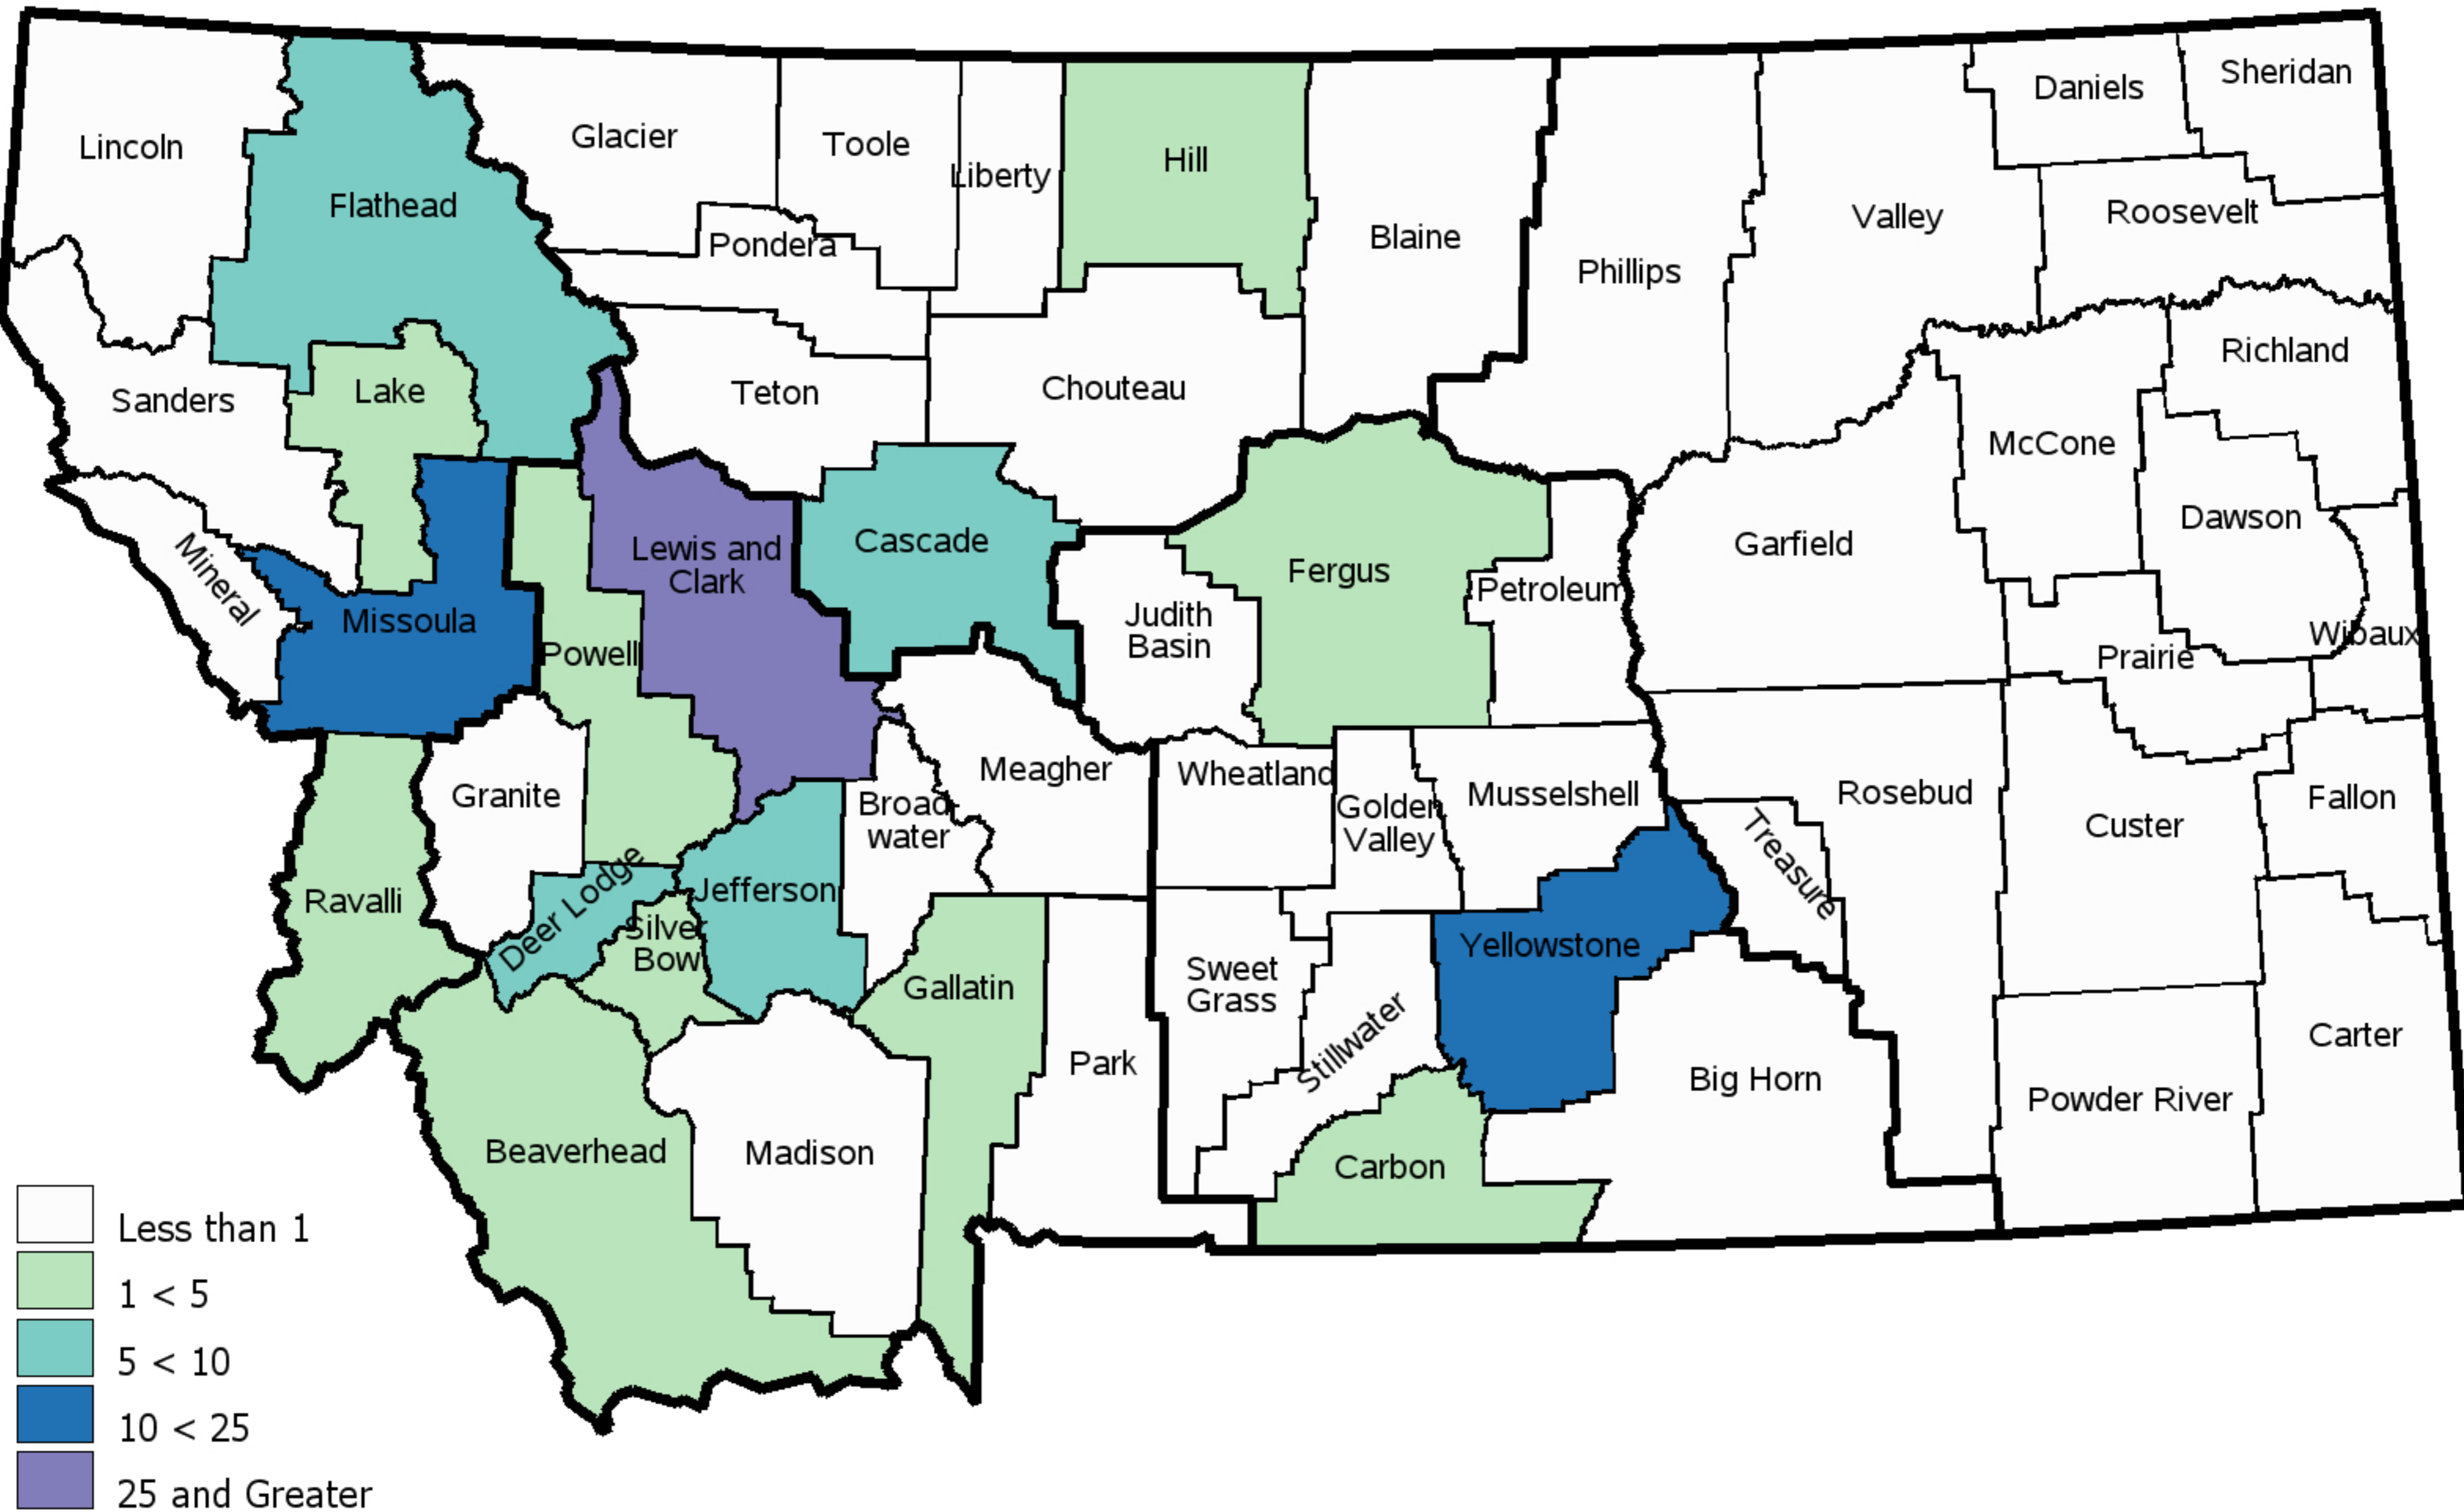 Sheridan
Daniels
Glacier
Toole
Lincoln
Hill
Liberty
Flathead
Roosevelt
Valley
Blaine
Pondera
Phillips
Richland
Chouteau
Lake
Teton
Sanders
McCone
Dawson
Cascade
Garfield
Lewis and
Clark
Fergus
Mineral
Petroleum
Missoula
Judith
Basin
Wibaux
Powell
Prairie
Meagher
Wheatland
Rosebud
Musselshell
Granite
Fallon
Broad
water
Golden
Valley
Custer
Treasure
Jefferson
Ravalli
Deer Lodge
Silver
Bow
Yellowstone
Sweet
Grass
Gallatin
Stillwater
Carter
Park
Big Horn
Powder River
Beaverhead
Madison
Carbon
Less than 1
1 < 5
5 < 10
10 < 25
25 and Greater